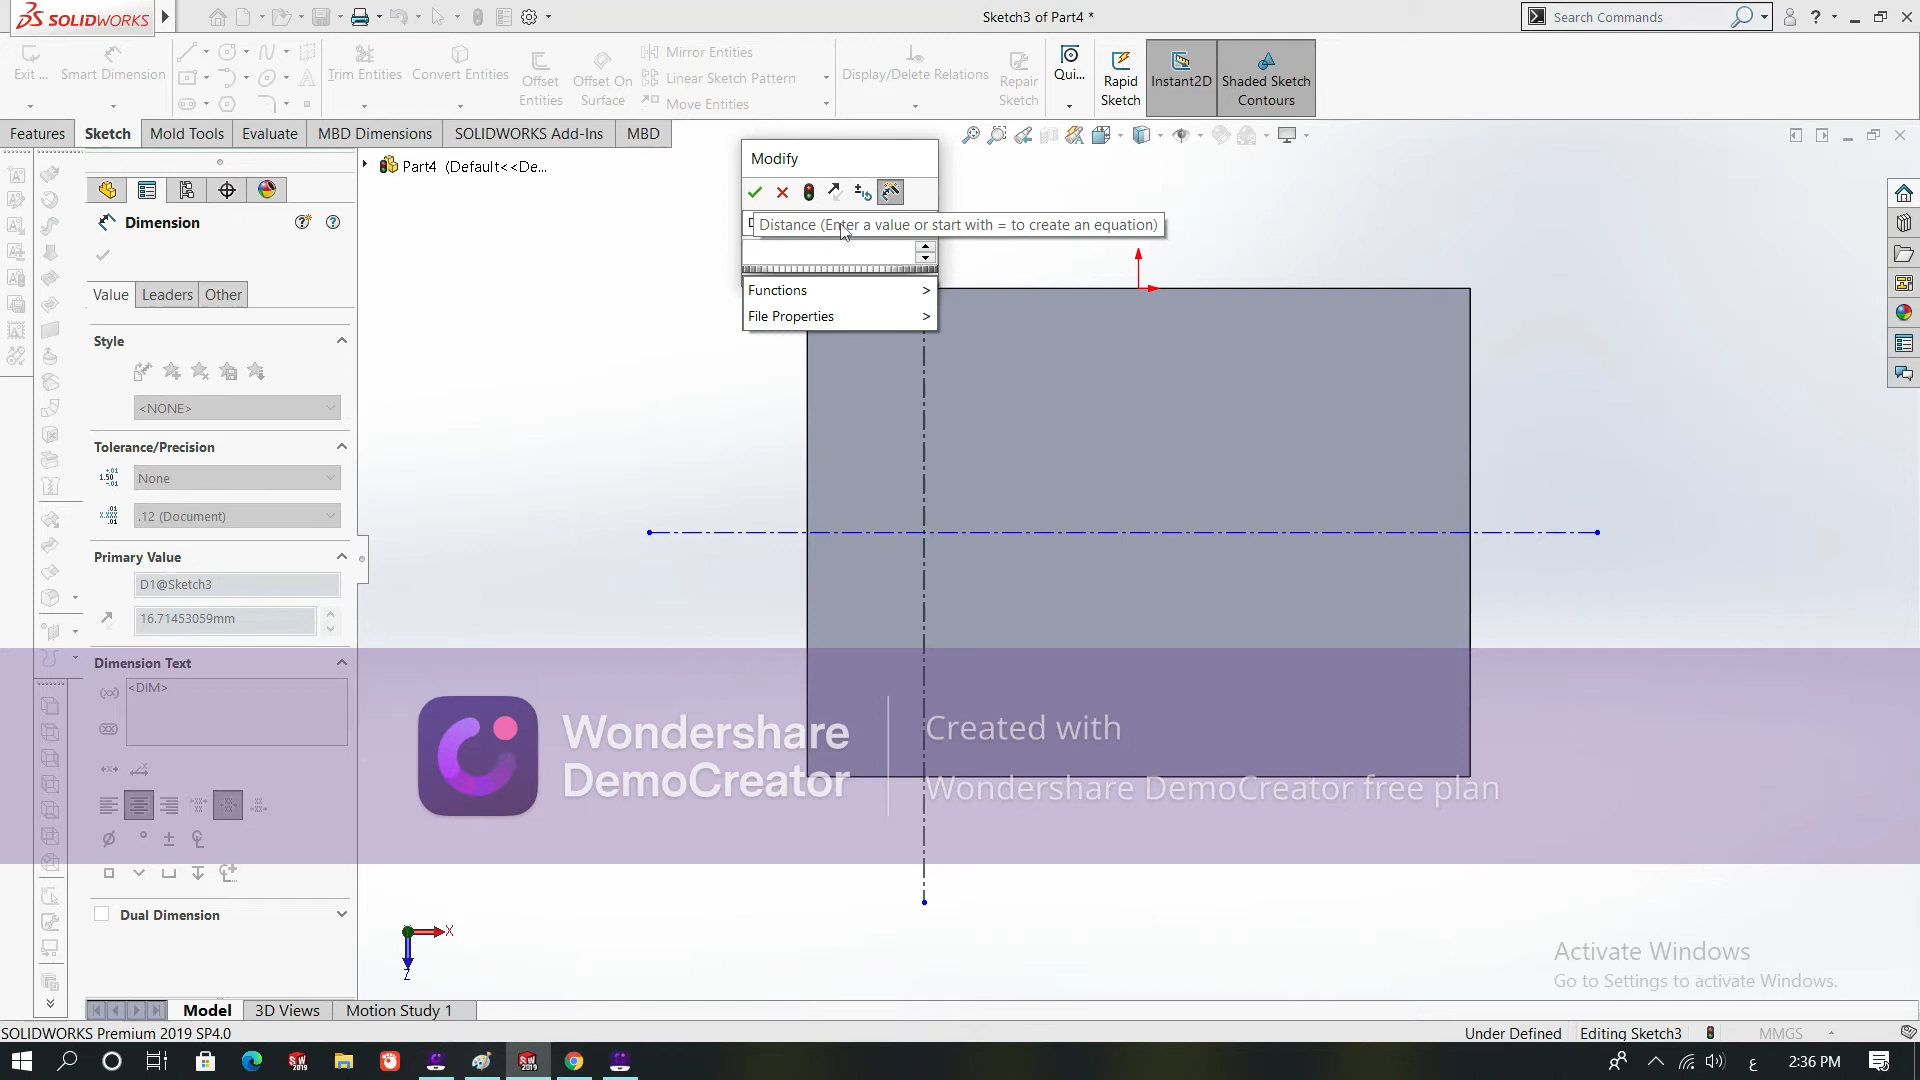 SOLIDWORKS
Sketch3 of Part4 *
Search Commands
Exit ...
Smart Dimension
Trim Entities
Convert Entities
Offset Entities
Offset On Surface
Mirror Entities
Linear Sketch Pattern
Move Entities
Display/Delete Relations
Repair Sketch
Qui...
Rapid Sketch
Instant2D
Shaded Sketch Contours
Features
Sketch
Mold Tools
Evaluate
MBD Dimensions
SOLIDWORKS Add-Ins
MBD
Part4 (Default<<De...
Modify
Distance (Enter a value or start with = to create an equation)
Functions >
File Properties >
Dimension
Value
Leaders
Other
Style
<NONE>
Tolerance/Precision
None
.12 (Document)
Primary Value
D1@Sketch3
16.71453059mm
Dimension Text
<DIM>
Dual Dimension
Wondershare
DemoCreator
Created with
Wondershare DemoCreator free plan
X
Z
Activate Windows
Go to Settings to activate Windows.
Model
3D Views
Motion Study 1
SOLIDWORKS Premium 2019 SP4.0
Under Defined
Editing Sketch3
MMGS
ع
2:36 PM